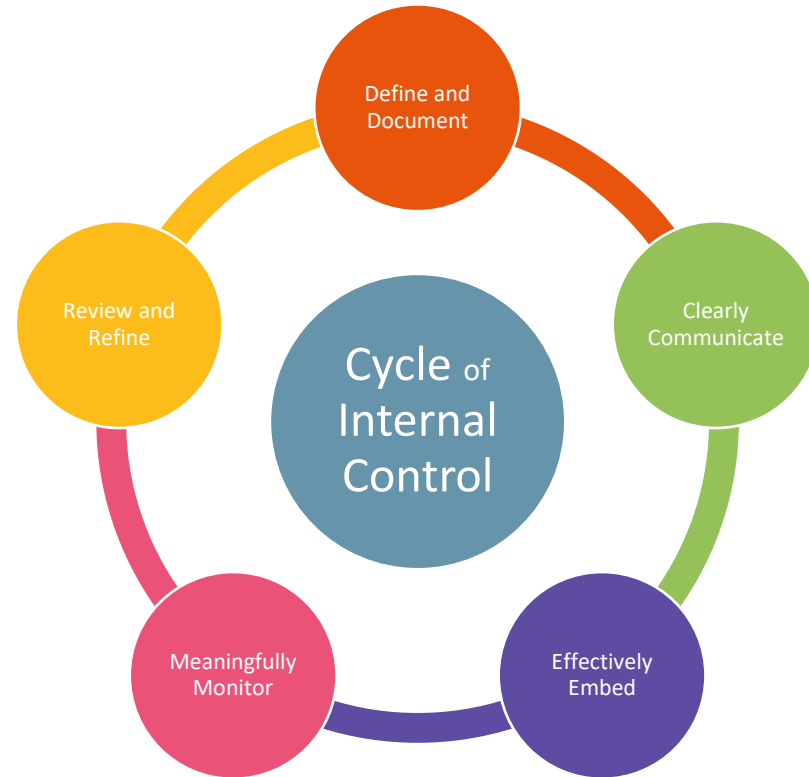 Define and
Document
Clearly
Communicate
Effectively
Embed
Meaningfully
Monitor
Review and
Refine
Cycle of
Internal
Control